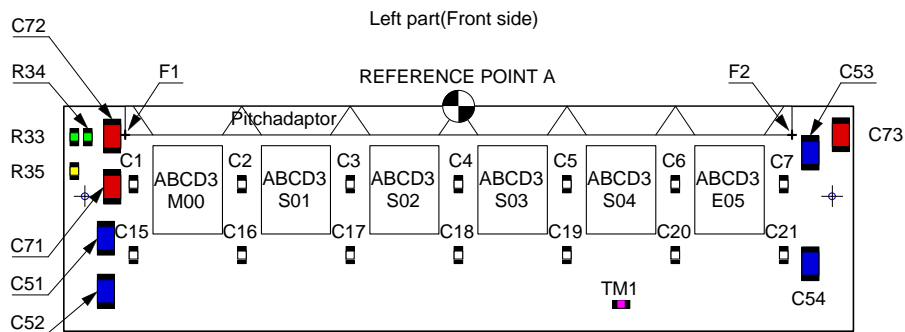 Left part(Front side)
C72
R34
F1
REFERENCE POINT A
F2
C53
Pitchadaptor
R33
C73
R35
C1
C2
C3
C4
C5
C6
C7
ABCD3
M00
ABCD3
S01
ABCD3
S02
ABCD3
S03
ABCD3
S04
ABCD3
E05
C71
C15
C16
C17
C18
C19
C20
C21
C51
TM1
C54
C52